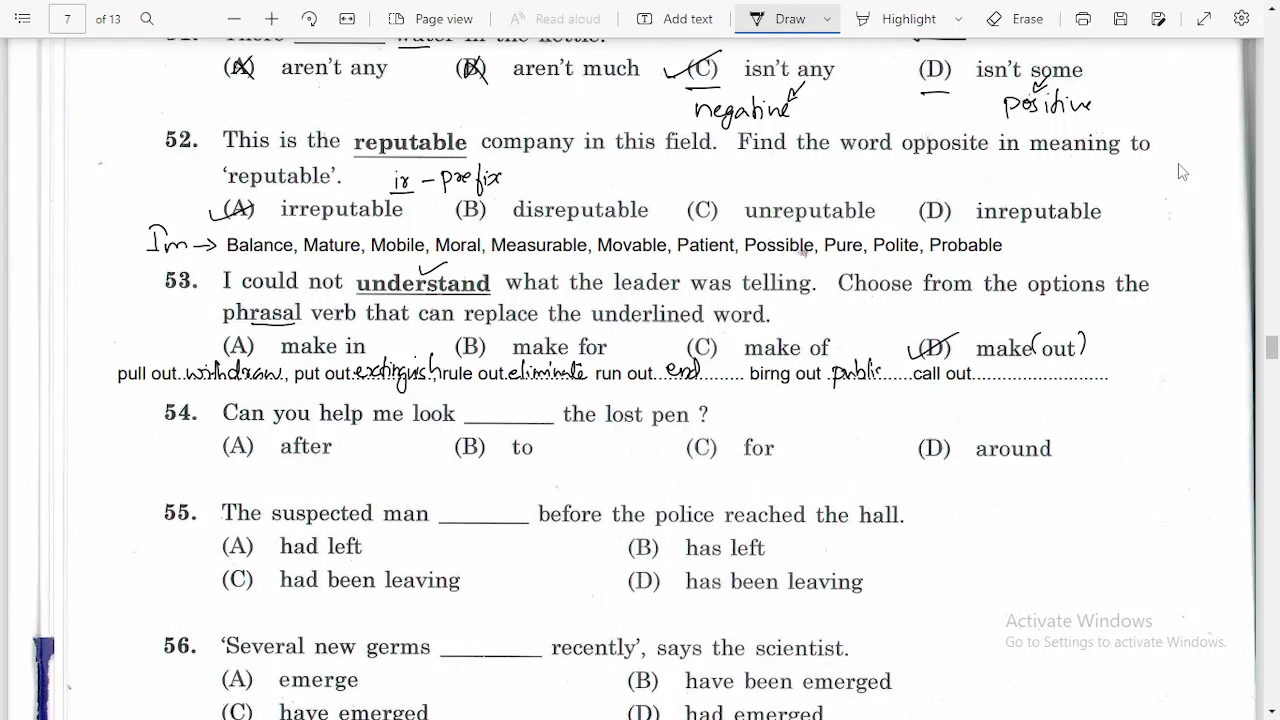 7 of 13 Page view Read aloud Add text Draw Highlight Erase
(A) aren't any (B) aren't much (C) isn't any (D) isn't some
negative positive
52. This is the reputable company in this field. Find the word opposite in meaning to
'reputable'. ir - prefix
(A) irreputable (B) disreputable (C) unreputable (D) inreputable
Im → Balance, Mature, Mobile, Moral, Measurable, Movable, Patient, Possible, Pure, Polite, Probable
53. I could not understand what the leader was telling. Choose from the options the
phrasal verb that can replace the underlined word.
(A) make in (B) make for (C) make of (D) make (out)
pull out..withdraw., put out.extinguish., rule out.eliminate run out....end.......... birng out .public......call out............................
54. Can you help me look ________ the lost pen ?
(A) after (B) to (C) for (D) around
55. The suspected man ________ before the police reached the hall.
(A) had left (B) has left
(C) had been leaving (D) has been leaving
Activate Windows
Go to Settings to activate Windows.
56. 'Several new germs _________ recently', says the scientist.
(A) emerge (B) have been emerged
(C) have emerged (D) had emerged